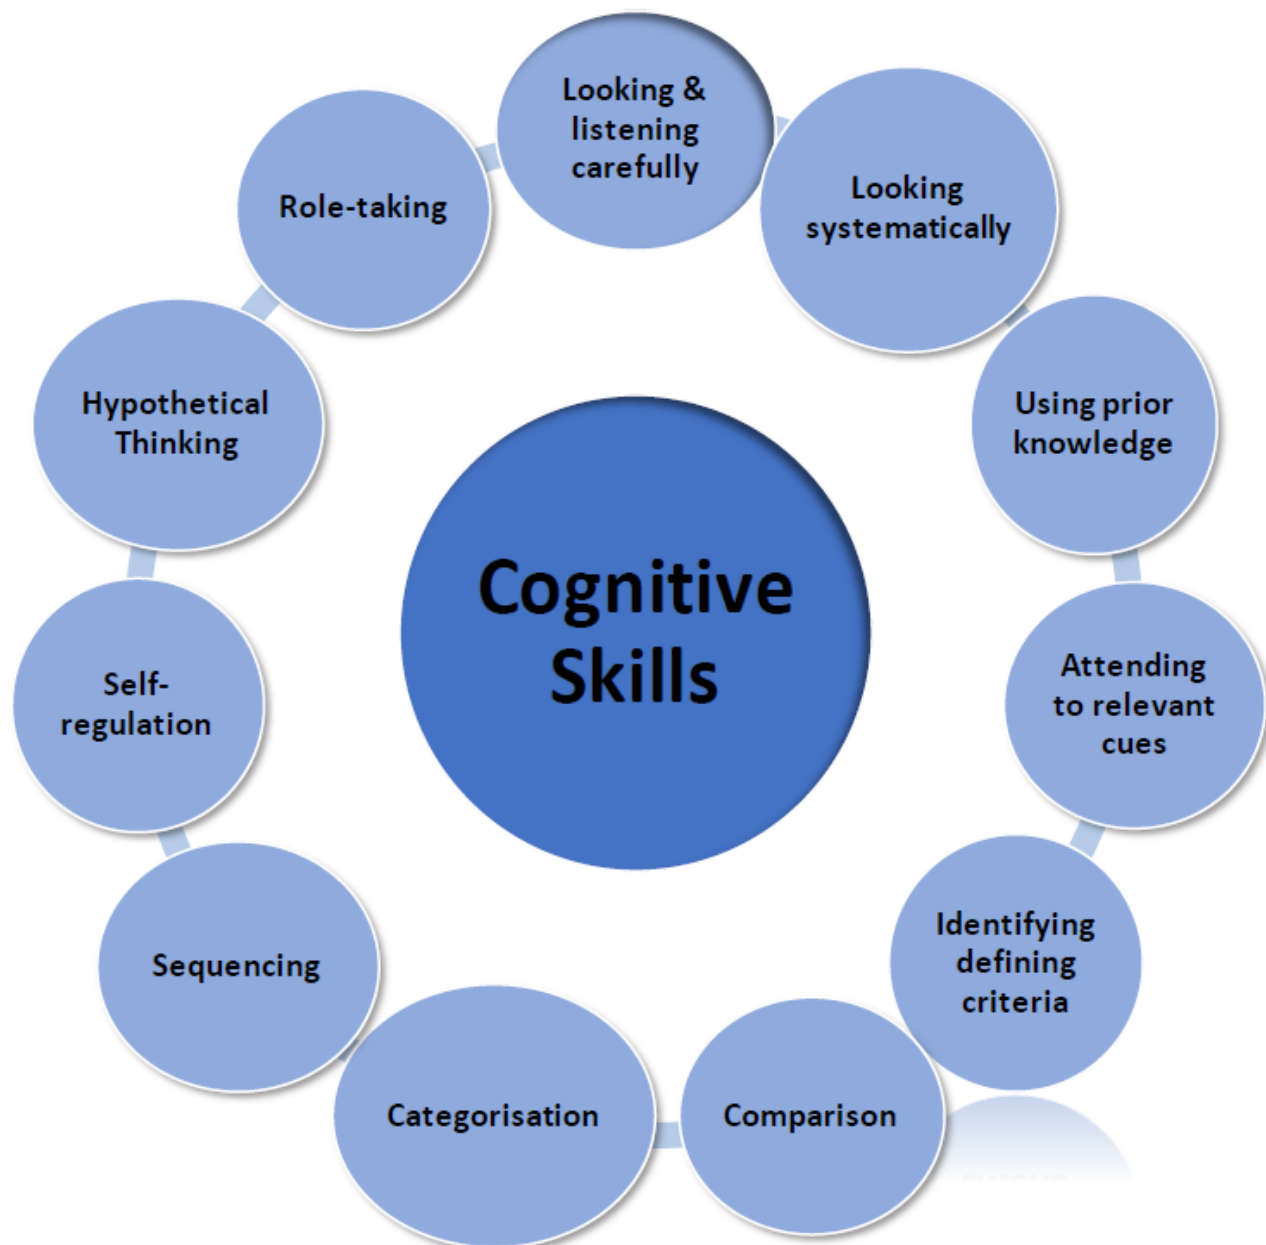 Looking &
listening
carefully
Looking
systematically
Using prior
knowledge
Attending
to relevant
cues
Identifying
defining
criteria
Comparison
Categorisation
Sequencing
Self-
regulation
Hypothetical
Thinking
Role-taking
Cognitive
Skills